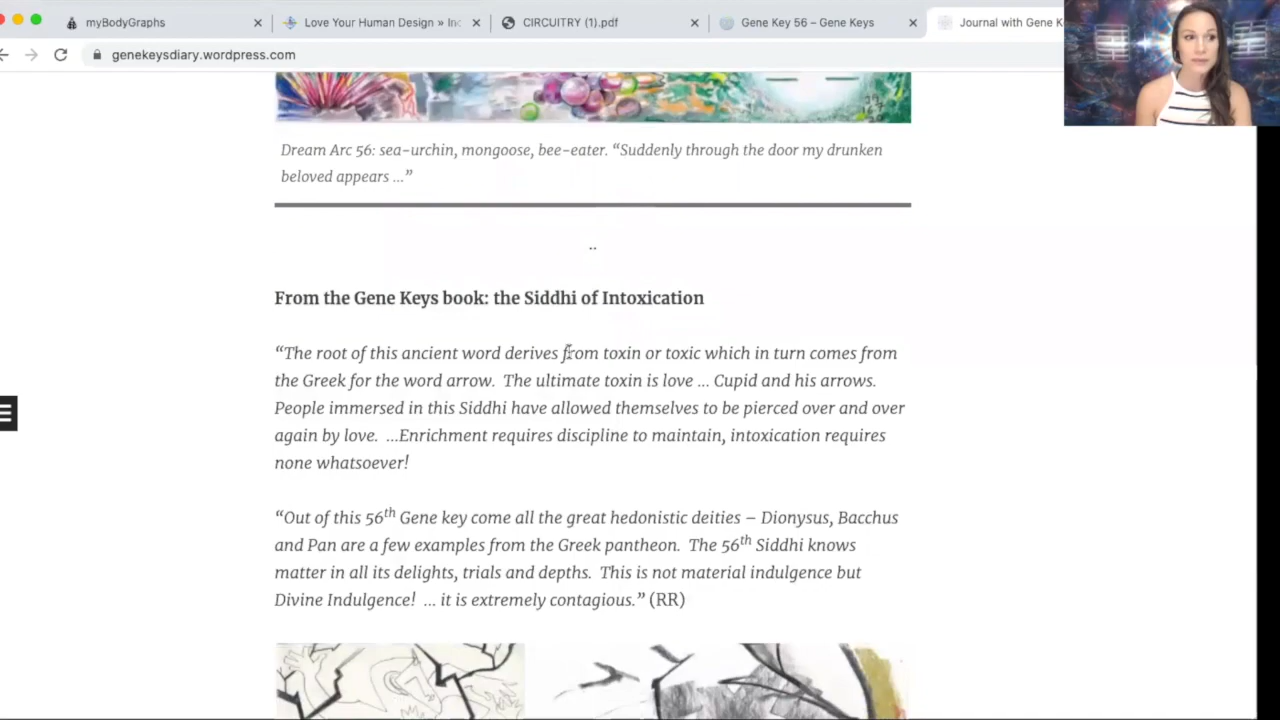 myBodyGraphs
Love Your Human Design » Inc
CIRCUITRY (1).pdf
Gene Key 56 – Gene Keys
Journal with Gene K
genekeysdiary.wordpress.com
Dream Arc 56: sea-urchin, mongoose, bee-eater. “Suddenly through the door my drunken
beloved appears …”
..
From the Gene Keys book: the Siddhi of Intoxication
“The root of this ancient word derives from toxin or toxic which in turn comes from
the Greek for the word arrow. The ultimate toxin is love … Cupid and his arrows.
People immersed in this Siddhi have allowed themselves to be pierced over and over
again by love. …Enrichment requires discipline to maintain, intoxication requires
none whatsoever!
“Out of this 56th Gene key come all the great hedonistic deities – Dionysus, Bacchus
and Pan are a few examples from the Greek pantheon. The 56th Siddhi knows
matter in all its delights, trials and depths. This is not material indulgence but
Divine Indulgence! … it is extremely contagious.” (RR)